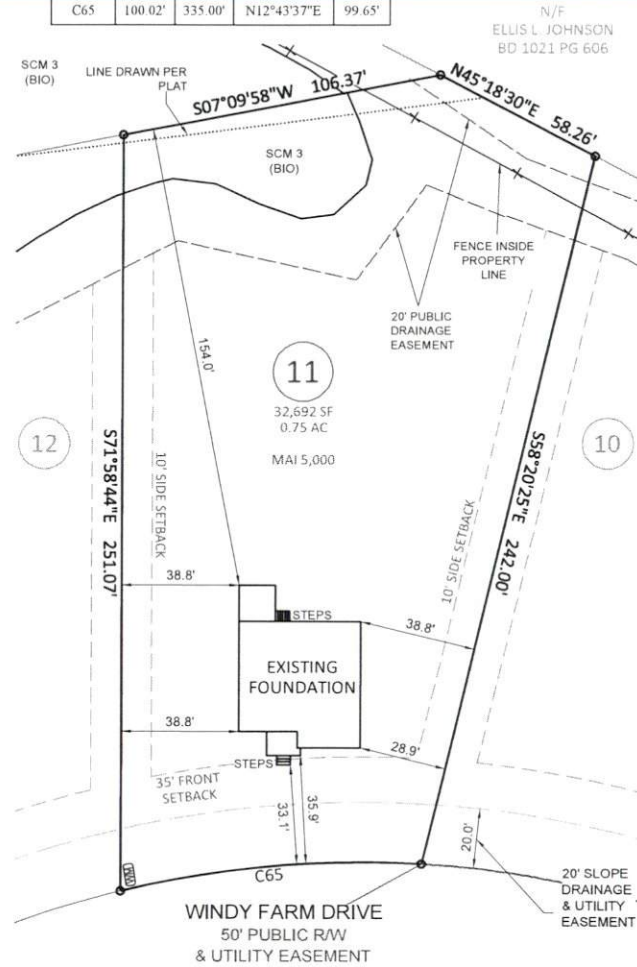 C65 100.02' 335.00' N12°43'37"E 99.65'
N/F
ELLIS L. JOHNSON
BD 1021 PG 606
SCM 3
(BIO)
LINE DRAWN PER
PLAT
S07°09'58"W 106.37'
N45°18'30"E 58.26'
SCM 3
(BIO)
FENCE INSIDE
PROPERTY
LINE
20' PUBLIC
DRAINAGE
EASEMENT
154.0'
11
32,692 SF
0.75 AC
MAI 5,000
12
10
S71°58'44"E 251.07'
10' SIDE SETBACK
S58°20'25"E 242.00'
10' SIDE SETBACK
38.8'
STEPS
38.8'
EXISTING
FOUNDATION
38.8'
28.9'
STEPS
35' FRONT
SETBACK
33.1'
35.9'
20.0'
C65
20' SLOPE
DRAINAGE
& UTILITY
EASEMENT
WINDY FARM DRIVE
50' PUBLIC R/W
& UTILITY EASEMENT